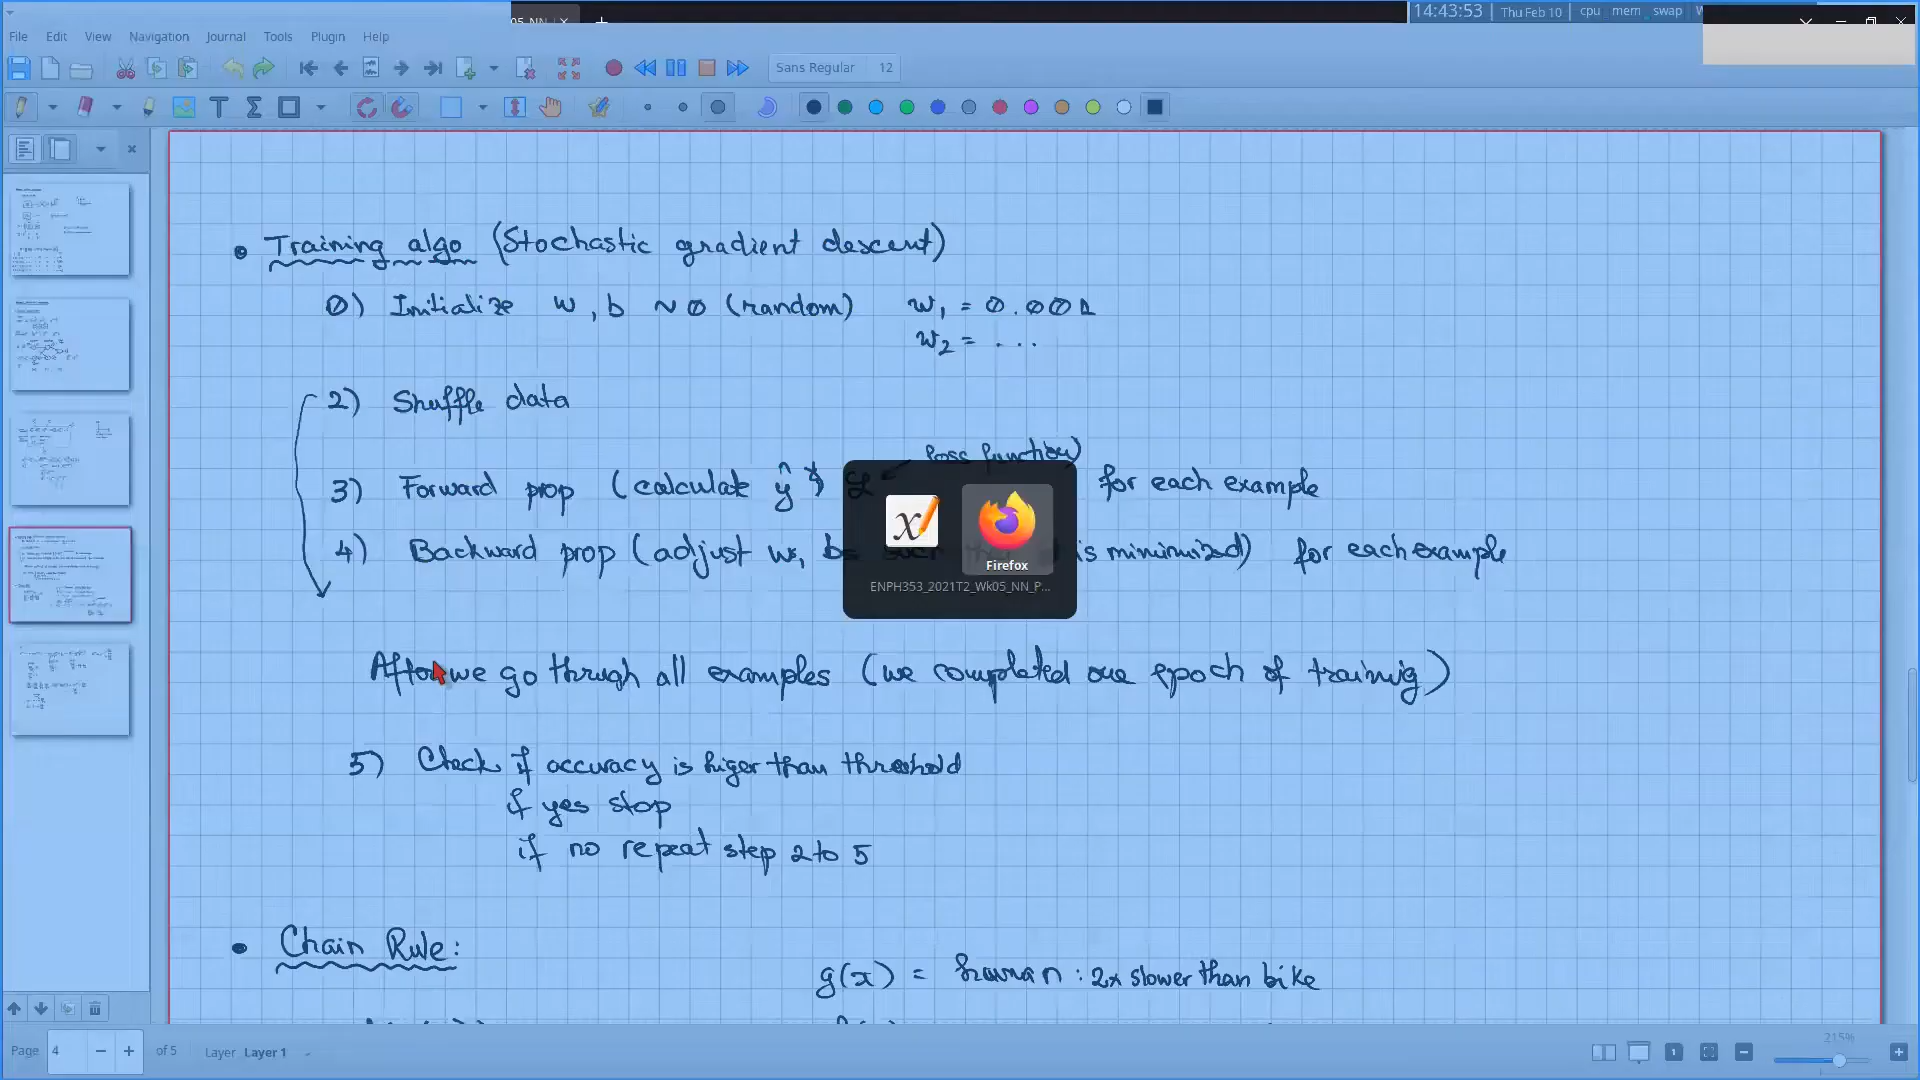 05_NN
14:43:53 Thu Feb 10 cpu mem swap
File Edit View Navigation Journal Tools Plugin Help
Sans Regular 12
• Training algo (Stochastic gradient descent)
0) Initialize w, b ~ 0 (random) w1 = 0.001
w2 = ...
2) Shuffle data
loss function)
3) Forward prop (calculate ŷ for each example
4) Backward prop (adjust w, b is minimized) for each example
Firefox
ENPH353_2021T2_Wk05_NN_P...
After we go through all examples (we completed one epoch of trainig)
5) Check if accuracy is higer than threshold
if yes stop
if no repeat step 2 to 5
• Chain Rule:
g(x) = human : 2x slower than bike
Page 4 of 5 Layer Layer 1
215%